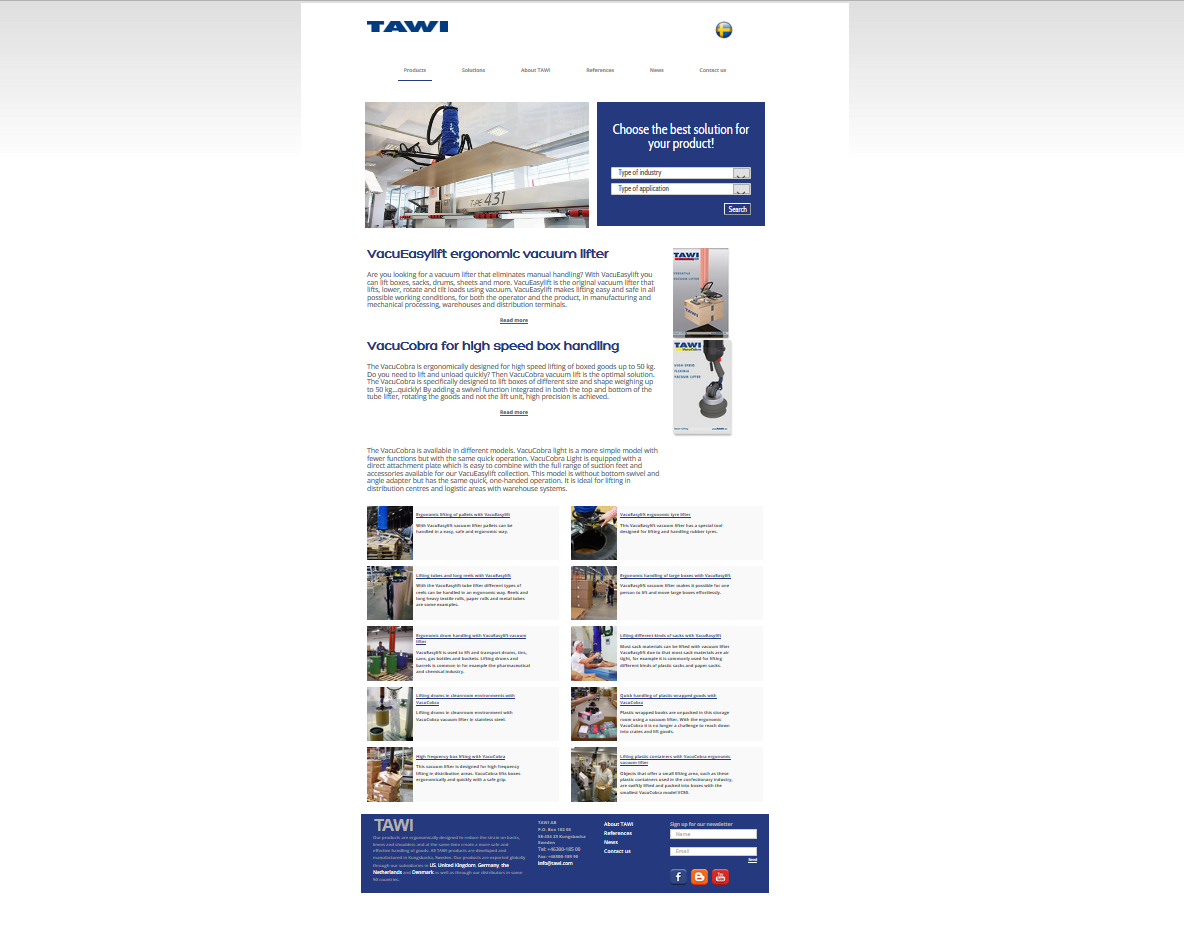 TAWI
Products
Solutions
About TAWI
References
News
Contact us
TYPE 431
Choose the best solution for
your product!
Type of industry
Type of application
Search
VacuEasylift ergonomic vacuum lifter
Are you looking for a vacuum lifter that eliminates manual handling? With VacuEasylift you
can lift boxes, sacks, drums, sheets and more. VacuEasylift is the original vacuum lifter that
lifts, lower, rotate and tilt loads using vacuum. VacuEasylift makes lifting easy and safe in all
possible working conditions, for both the operator and the product, in manufacturing and
mechanical processing, warehouses and distribution terminals.
Read more
TAWI
VACUUM LIFTER
TAWI
VacuCobra for high speed box handling
The VacuCobra is ergonomically designed for high speed lifting of boxed goods up to 50 kg.
Do you need to lift and unload quickly? Then VacuCobra vacuum lift is the optimal solution.
The VacuCobra is specifically designed to lift boxes of different size and shape weighing up
to 50 kg...quickly! By adding a swivel function integrated in both the top and bottom of the
tube lifter, rotating the goods and not the lift unit, high precision is achieved.
Read more
TAWI
VacuCobra
HIGH SPEED
FLEXIBLE
VACUUM LIFTER
The VacuCobra is available in different models. VacuCobra light is a more simple model with
fewer functions but with the same quick operation. VacuCobra Light is equipped with a
direct attachment plate which is easy to combine with the full range of suction feet and
accessories available for our VacuEasylift collection. This model is without bottom swivel and
angle adapter but has the same quick, one-handed operation. It is ideal for lifting in
distribution centres and logistic areas with warehouse systems.
Ergonomic lifting of pallets with VacuEasylift
With VacuEasylift vacuum lifter pallets can be
handled in a easy, safe and ergonomic way.
VacuEasylift ergonomic tyre lifter
This VacuEasylift vacuum lifter has a special tool
designed for lifting and handling rubber tyres.
Lifting tubes and long reels with VacuEasylift
With the VacuEasylift tube lifter different types of
reels can be handled in an ergonomic way. Reels and
long heavy textile rolls, paper rolls and metal tubes
are some examples.
Ergonomic handling of large boxes with VacuEasylift
VacuEasylift vacuum lifter makes it possible for one
person to lift and move large boxes effortlessly.
Ergonomic drum handling with VacuEasylift vacuum
lifter
VacuEasylift is used to lift and transport drums, tins,
cans, gas bottles and buckets. Lifting drums and
barrels is common in for example the pharmaceutical
and chemical industry.
Lifting different kinds of sacks with VacuEasylift
Most sack materials can be lifted with vacuum lifter
VacuEasylift due to that most sack materials are air
tight, for example it is commonly used for lifting
different kinds of plastic sacks and paper sacks.
Lifting drums in cleanroom environments with
VacuCobra
Lifting drums in cleanroom environments with
VacuCobra vacuum lifter in stainless steel.
Quick handling of plastic wrapped goods with
VacuCobra
Plastic wrapped books are unpacked in this storage
room using a vacuum lifter. With the ergonomic
VacuCobra it is no longer a challenge to reach down
into crates and lift goods.
High frequency box lifting with VacuCobra
This vacuum lifter is designed for high frequency
lifting in distribution areas. VacuCobra lifts boxes
ergonomically and quickly with a safe grip.
Lifting plastic containers with VacuCobra ergonomic
vacuum lifter
Objects that offer a small lifting area, such as these
plastic containers used in the confectionary industry,
are swiftly lifted and packed into boxes with the
smallest VacuCobra model VC90.
TAWI
Our products are ergonomically designed to reduce the strain on backs,
knees and shoulders and at the same time create a more safe and
effective handling of goods. All TAWI products are developed and
manufactured in Kungsbacka, Sweden. Our products are exported globally
through our subsidiaries in US, United Kingdom, Germany, the
Netherlands and Denmark as well as through our distributors in some
40 countries.
TAWI AB
P.O. Box 102 06
SE-434 23 Kungsbacka
Sweden
Tel: +46300-185 00
Fax: +46300-185 90
info@tawi.com
About TAWI
References
News
Contact us
Sign up for our newsletter
Name
Email
Send
You
Tube